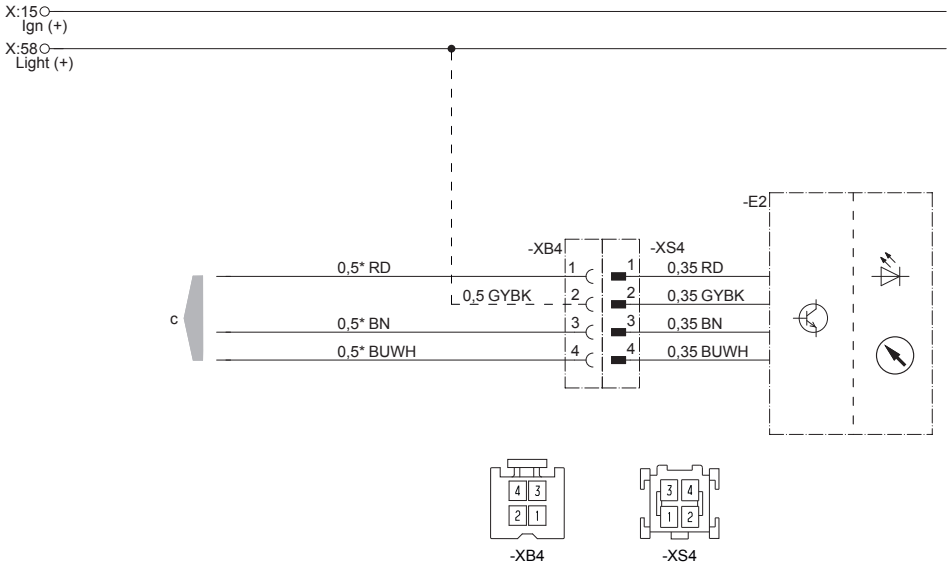 X:15
Ign (+)
X:58
Light (+)
-E2
-XB4 -XS4
0,5* RD 1 1 0,35 RD
0,5 GYBK 2 2 0,35 GYBK
c
0,5* BN 3 3 0,35 BN
0,5* BUWH 4 4 0,35 BUWH
4 3 3 4
2 1 1 2
-XB4 -XS4